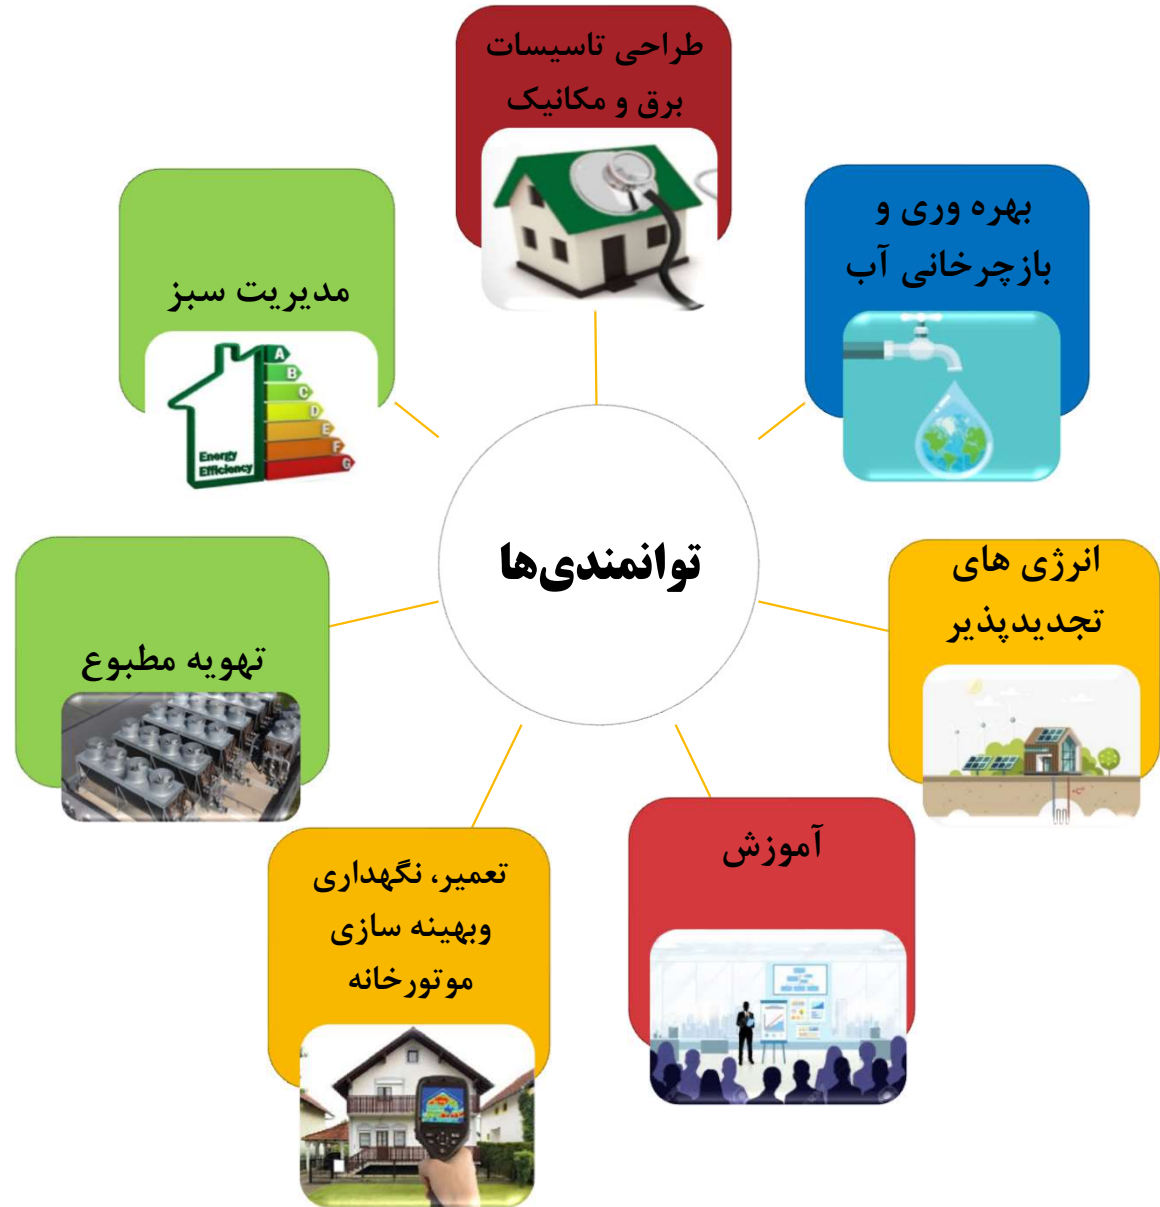 طراحی تاسیسات
برق و مکانیک
بهره وری و
بازچرخانی آب
انرژی های
تجدیدپذیر
آموزش
تعمیر، نگهداری
وبهینه سازی
موتورخانه
تهویه مطبوع
مدیریت سبز
A
B
C
D
E
F
G
Energy
Efficiency
توانمندی‌ها